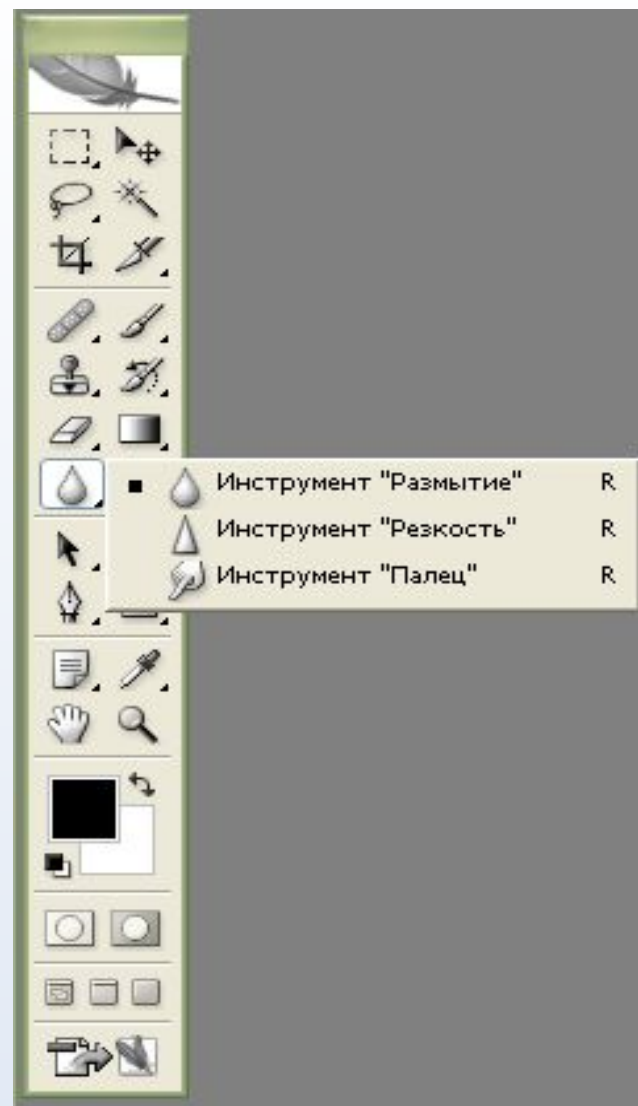 Инструмент "Размытие" R
Инструмент "Резкость" R
Инструмент "Палец" R